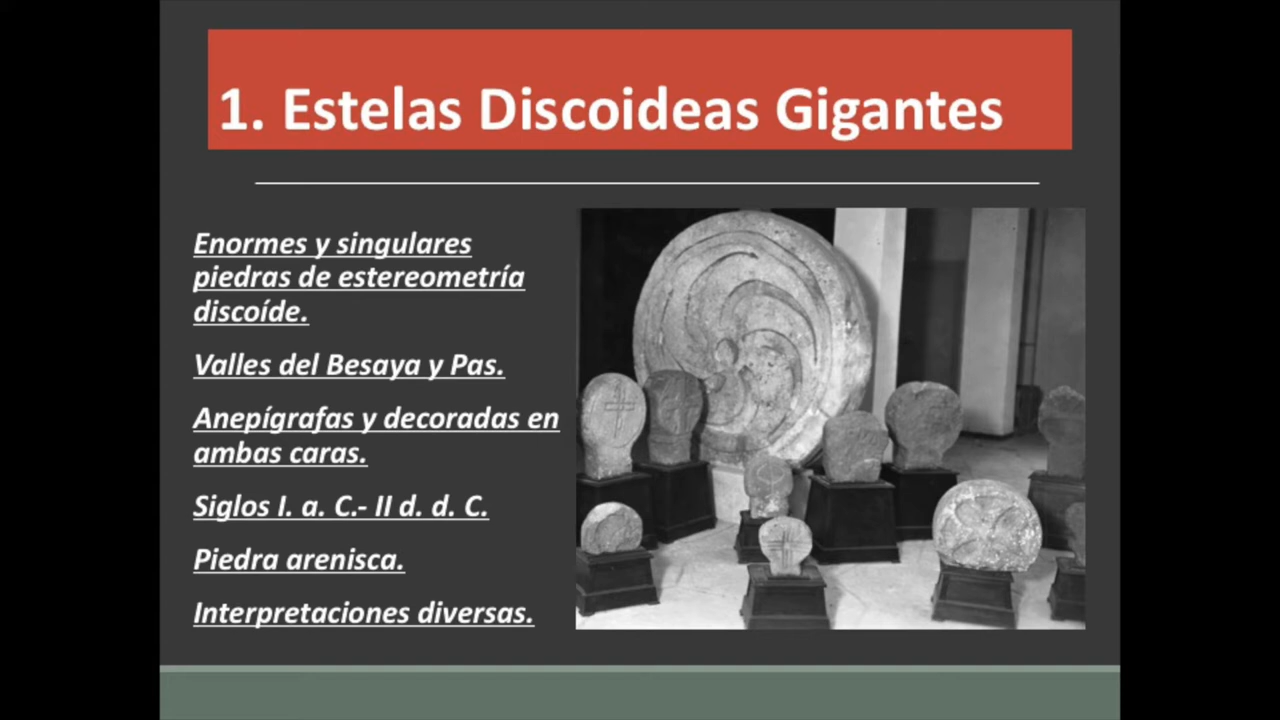 1. Estelas Discoideas Gigantes
Enormes y singulares
piedras de estereometría
discoíde.
Valles del Besaya y Pas.
Anepígrafas y decoradas en
ambas caras.
Siglos I. a. C.- II d. d. C.
Piedra arenisca.
Interpretaciones diversas.